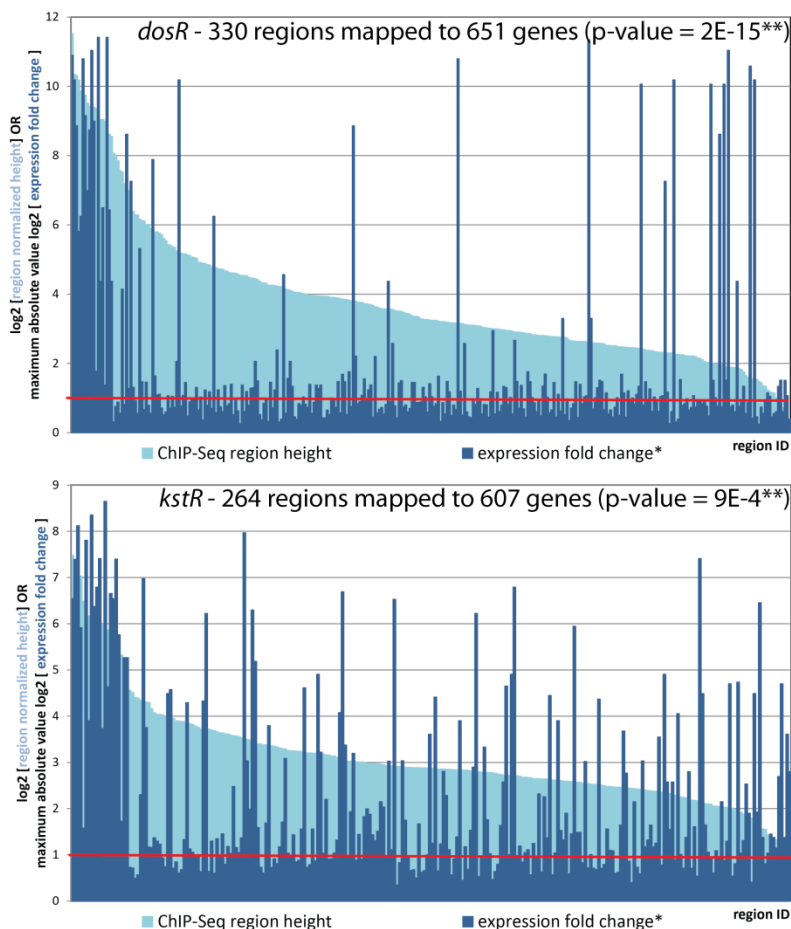 dosR - 330 regions mapped to 651 genes (p-value = 2E-15**)
12
10
8
6
4
2
0
log2 [region normalized height] OR
maximum absolute value log2 [ expression fold change ]
region ID
ChIP-Seq region height
expression fold change*
kstR - 264 regions mapped to 607 genes (p-value = 9E-4**)
9
8
7
6
5
4
3
2
1
0
log2 [region normalized height] OR
maximum absolute value log2 [ expression fold change ]
region ID
ChIP-Seq region height
expression fold change*